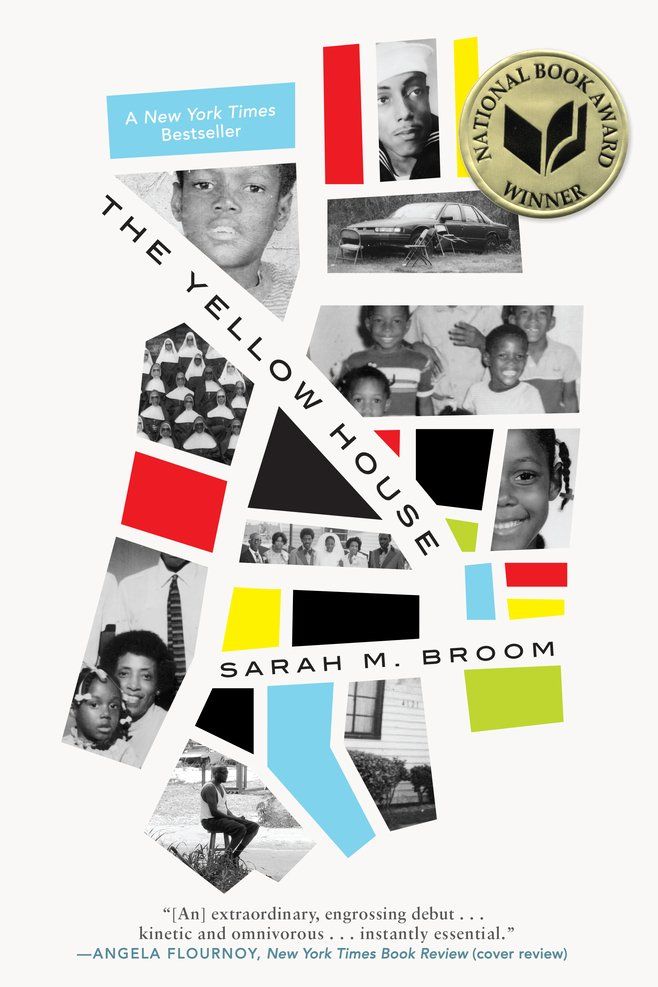 A New York Times
Bestseller
NATIONAL BOOK AWARD
WINNER
THE YELLOW HOUSE
SARAH M. BROOM
“[An] extraordinary, engrossing debut . . .
kinetic and omnivorous . . . instantly essential.”
—ANGELA FLOURNOY, New York Times Book Review (cover review)